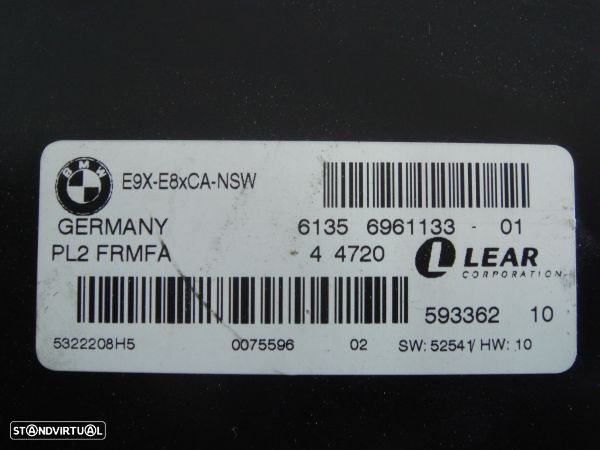 BMW E9X-E8xCA-NSW
GERMANY 6135 6961133 - 01
PL2 FRMFA 4 4720 LEAR
CORPORATION
593362 10
5322208H5 0075596 02 SW: 52541/ HW: 10
STANDVIRTUAL